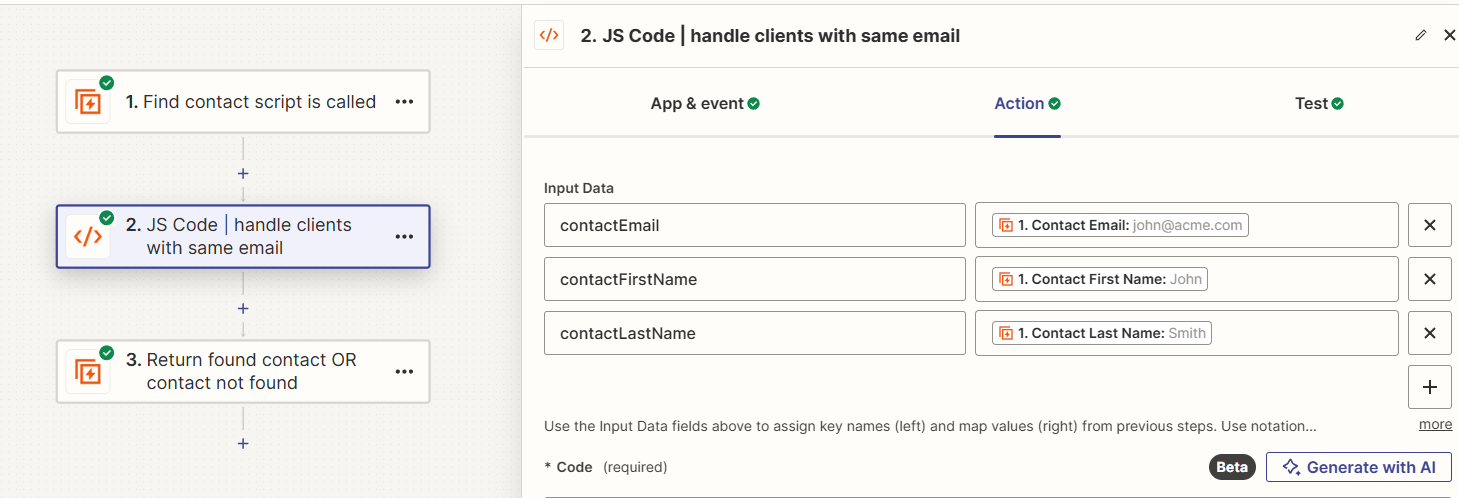 1. Find contact script is called
2. JS Code | handle clients
with same email
3. Return found contact OR
contact not found
2. JS Code | handle clients with same email
App & event
Action
Test
Input Data
contactEmail
1. Contact Email: john@acme.com
contactFirstName
1. Contact First Name: John
contactLastName
1. Contact Last Name: Smith
Use the Input Data fields above to assign key names (left) and map values (right) from previous steps. Use notation...
more
* Code (required)
Beta
Generate with AI